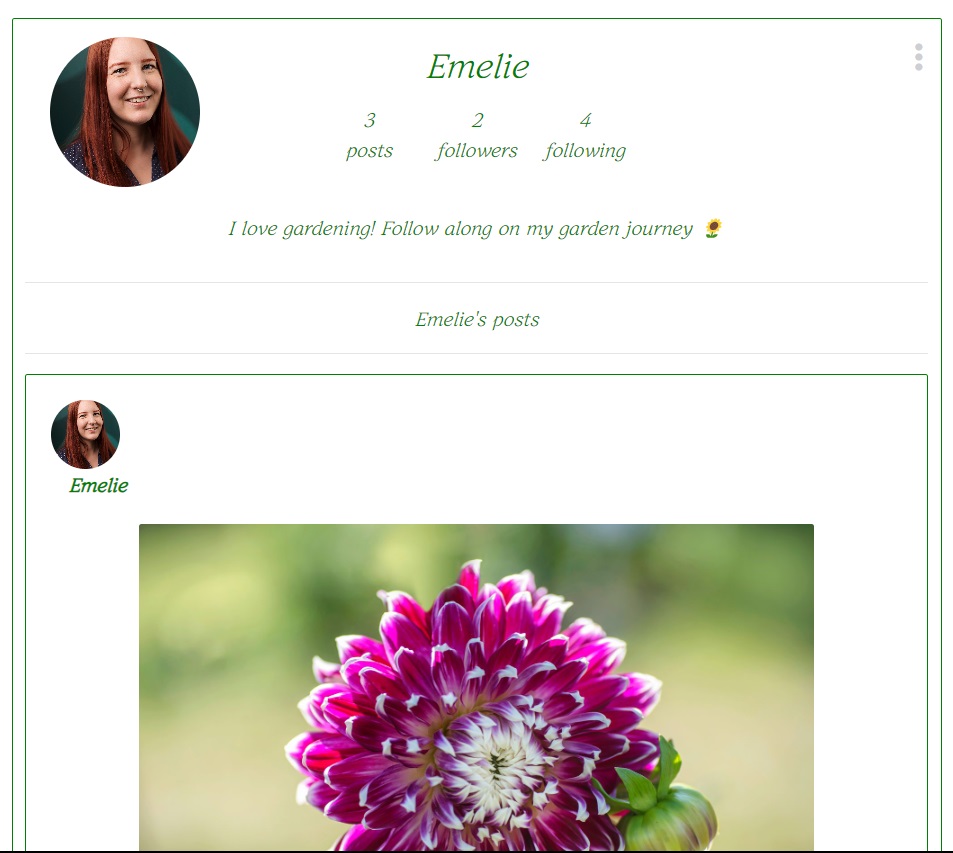 Emelie
3 2 4
posts followers following
I love gardening! Follow along on my garden journey 🌻
Emelie's posts
Emelie